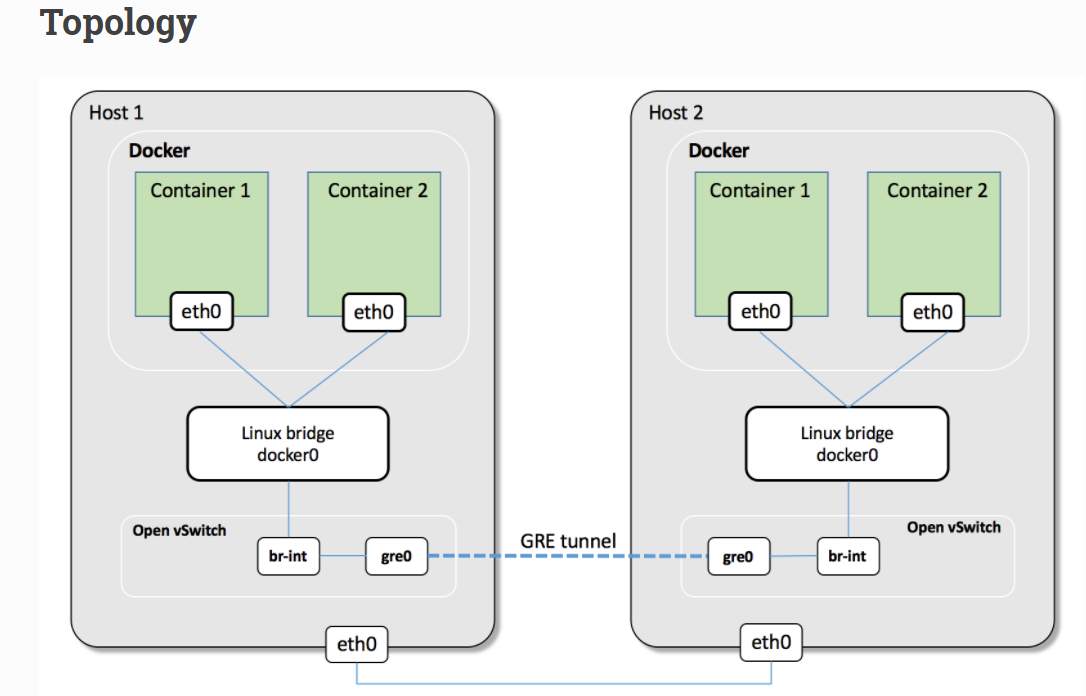 Topology
Host 1
Docker
Container 1
Container 2
eth0
eth0
Linux bridge
docker0
Open vSwitch
br-int
gre0
eth0
GRE tunnel
Host 2
Docker
Container 1
Container 2
eth0
eth0
Linux bridge
docker0
Open vSwitch
gre0
br-int
eth0